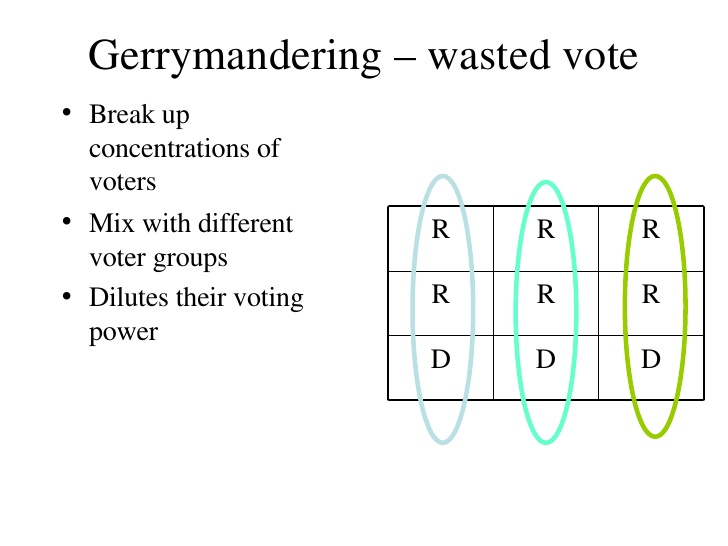 Gerrymandering – wasted vote
• Break up
concentrations of
voters
• Mix with different
voter groups
• Dilutes their voting
power
R R R
R R R
D D D